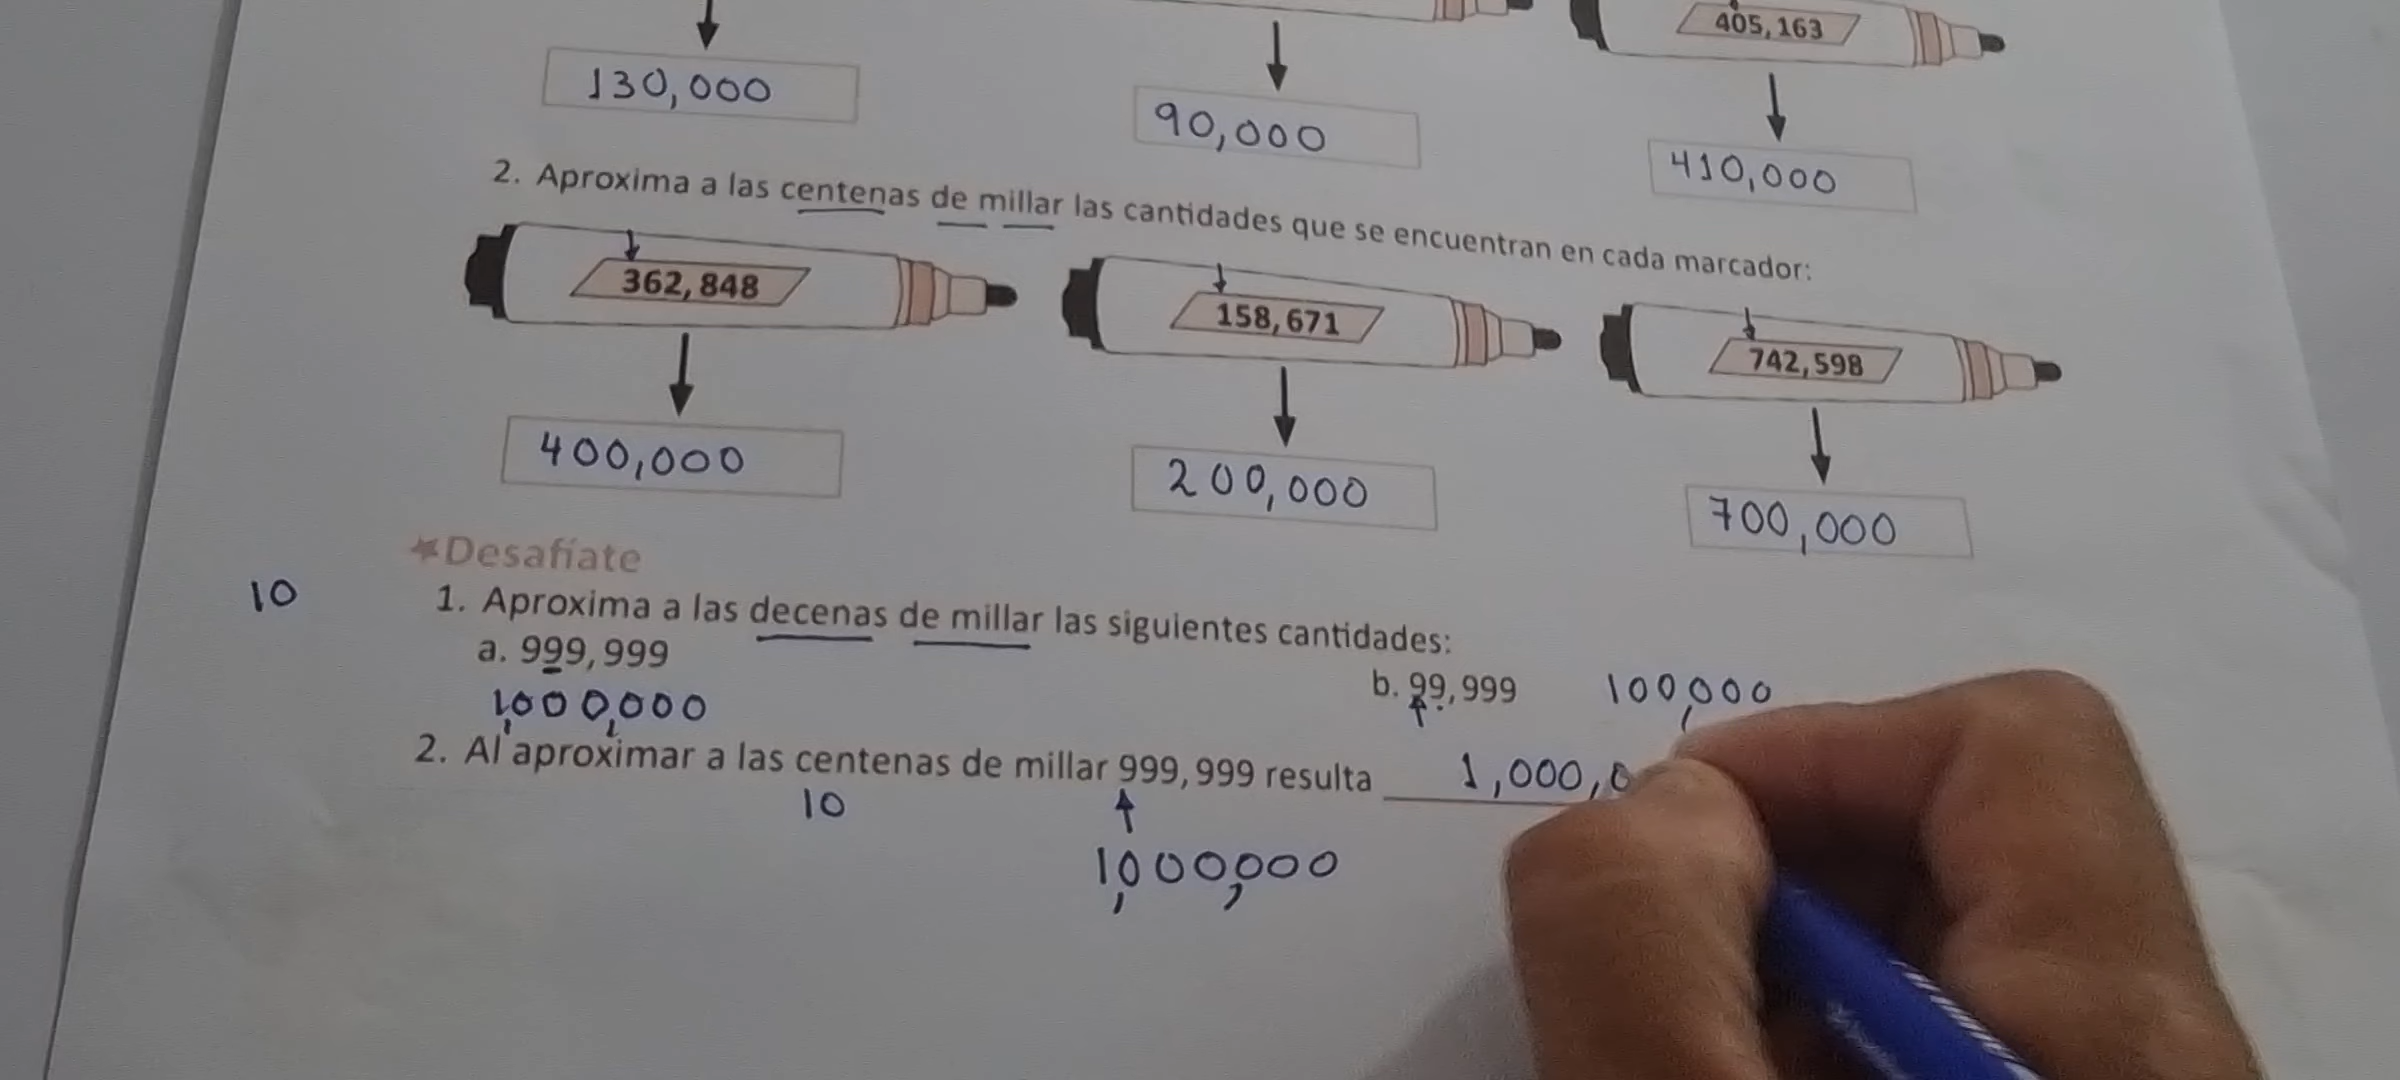 405,163
130,000
90,000
410,000
2. Aproxima a las centenas de millar las cantidades que se encuentran en cada marcador:
362,848
158,671
742,598
400,000
200,000
700,000
Desafíate
10
1. Aproxima a las decenas de millar las siguientes cantidades:
a. 999,999
b. 99,999
100,000
1,000,000
2. Al aproximar a las centenas de millar 999,999 resulta 1,000,0
10
1,000,000